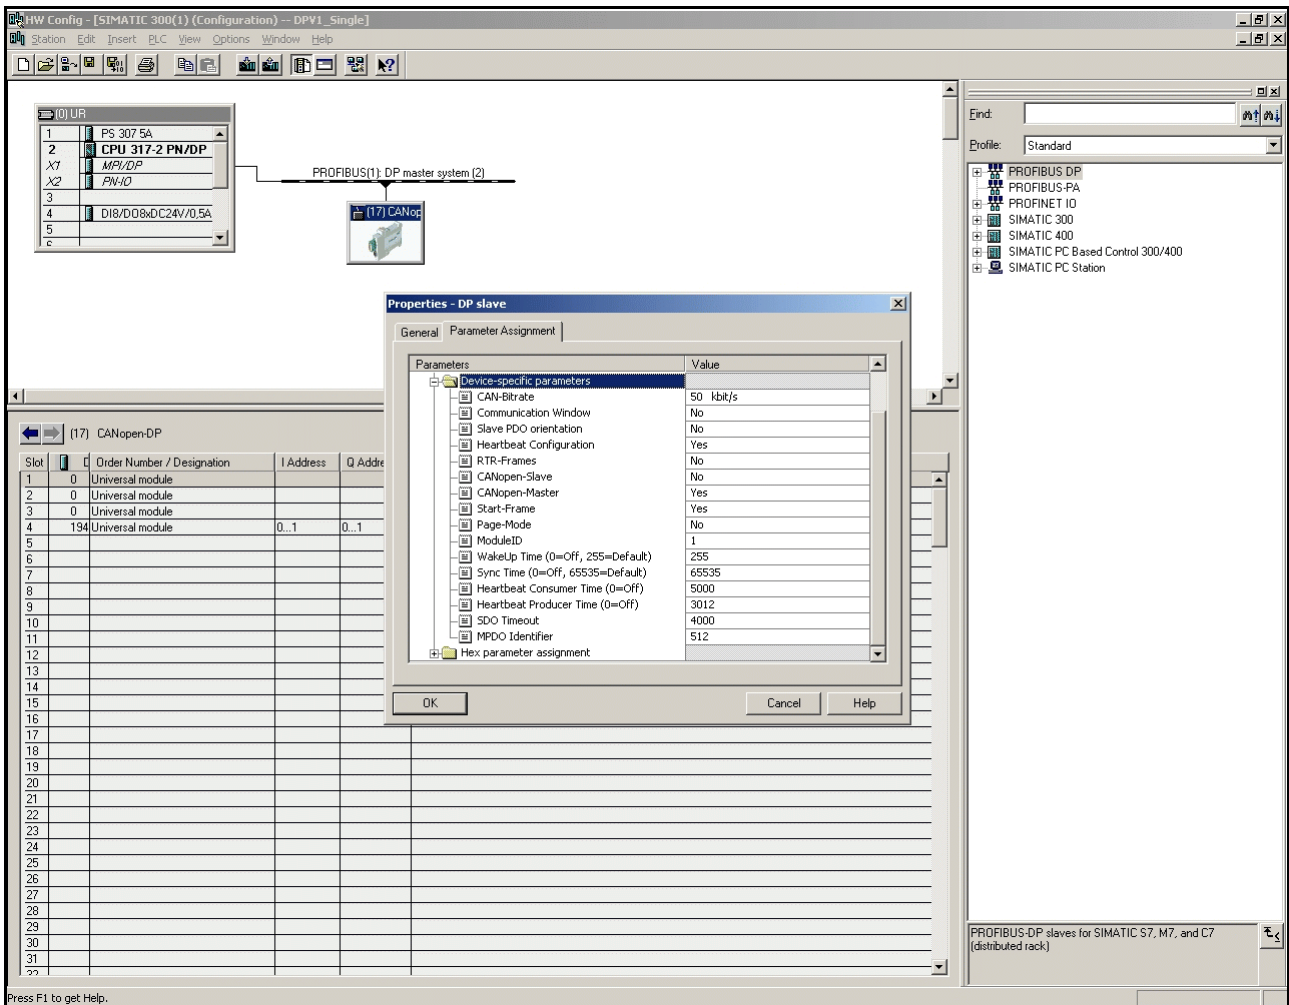 HW Config - [SIMATIC 300(1) (Configuration) -- DPV1_Single]
Station Edit Insert PLC View Options Window Help
(0) UR
1 PS 307 5A
2 CPU 317-2 PN/DP
X1 MPI/DP
X2 PN-IO
3
4 DI8/DO8xDC24V/0,5A
5
6
PROFIBUS(1): DP master system (2)
(17) CANop
Find:
Profile: Standard
PROFIBUS DP
PROFIBUS-PA
PROFINET IO
SIMATIC 300
SIMATIC 400
SIMATIC PC Based Control 300/400
SIMATIC PC Station
Properties - DP slave
General Parameter Assignment
Parameters Value
Device-specific parameters
CAN-Bitrate 50 kbit/s
Communication Window No
Slave PDO orientation No
Heartbeat Configuration Yes
RTR-Frames No
CANopen-Slave No
CANopen-Master Yes
Start-Frame Yes
Page-Mode No
ModuleID 1
WakeUp Time (0=Off, 255=Default) 255
Sync Time (0=Off, 65535=Default) 65535
Heartbeat Consumer Time (0=Off) 5000
Heartbeat Producer Time (0=Off) 3012
SDO Timeout 4000
MPDO Identifier 512
Hex parameter assignment
OK Cancel Help
(17) CANopen-DP
Slot D Order Number / Designation I Address Q Addre
1 0 Universal module
2 0 Universal module
3 0 Universal module
4 194 Universal module 0...1 0...1
5
6
7
8
9
10
11
12
13
14
15
16
17
18
19
20
21
22
23
24
25
26
27
28
29
30
31
32
PROFIBUS-DP slaves for SIMATIC S7, M7, and C7
(distributed rack)
Press F1 to get Help.